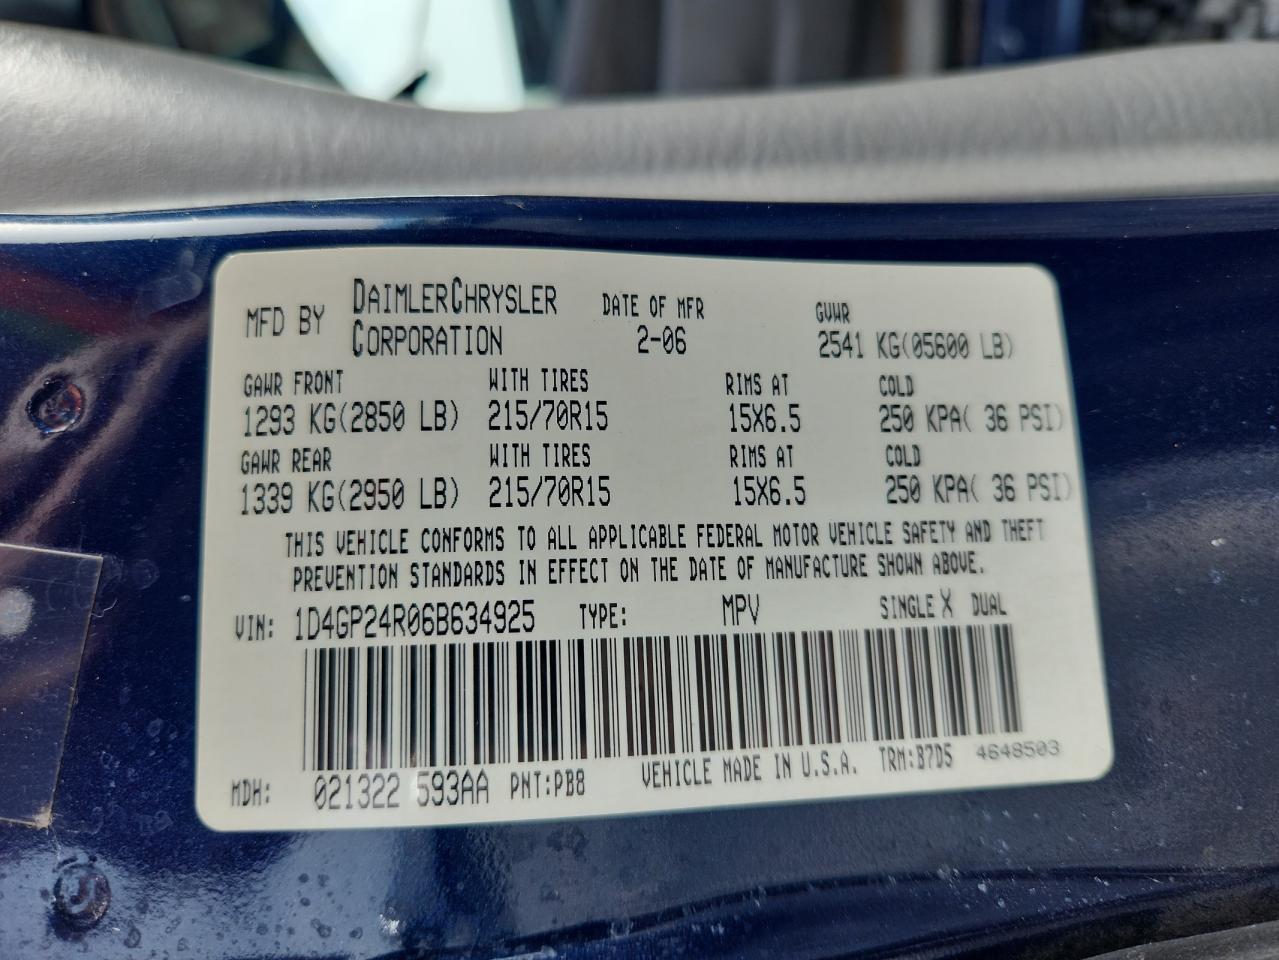 MFD BY DAIMLERCHRYSLER CORPORATION DATE OF MFR 2-06 GVWR 2541 KG(05600 LB)
GAWR FRONT WITH TIRES RIMS AT COLD
1293 KG(2850 LB) 215/70R15 15X6.5 250 KPA( 36 PSI)
GAWR REAR WITH TIRES RIMS AT COLD
1339 KG(2950 LB) 215/70R15 15X6.5 250 KPA( 36 PSI)
THIS VEHICLE CONFORMS TO ALL APPLICABLE FEDERAL MOTOR VEHICLE SAFETY AND THEFT
PREVENTION STANDARDS IN EFFECT ON THE DATE OF MANUFACTURE SHOWN ABOVE.
VIN: 1D4GP24R06B634925 TYPE: MPV SINGLE X DUAL
MDH: 021322 593AA PNT:PB8 VEHICLE MADE IN U.S.A. TRM:B7D5 4648503